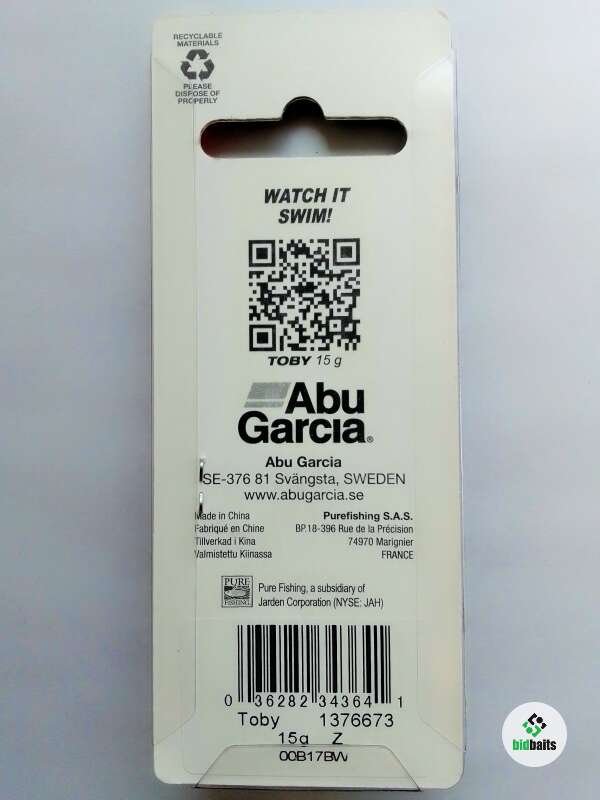 RECYCLABLE
MATERIALS
PLEASE
DISPOSE OF
PROPERLY
WATCH IT
SWIM!
TOBY 15 g
Abu
Garcia®
Abu Garcia
SE-376 81 Svängsta, SWEDEN
www.abugarcia.se
Made in China
Fabriqué en Chine
Tillverkad i Kina
Valmistettu Kiinassa
Purefishing S.A.S.
BP.18-396 Rue de la Précision
74970 Marignier
FRANCE
PURE
FISHING
Pure Fishing, a subsidiary of
Jarden Corporation (NYSE: JAH)
0 36282 34364 1
Toby 1376673
15g Z
00B17BW
bidbaits